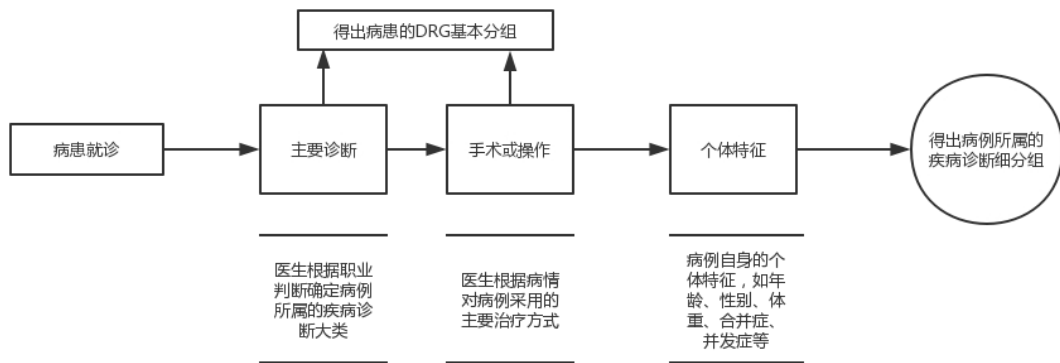 得出病患的DRG基本分组
病患就诊
主要诊断
手术或操作
个体特征
得出病例所属的
疾病诊断细分组
医生根据职业
判断确定病例
所属的疾病诊
断大类
医生根据病情
对病例采用的
主要治疗方式
病例自身的个
体特征，如年
龄、性别、体
重、合并症、
并发症等